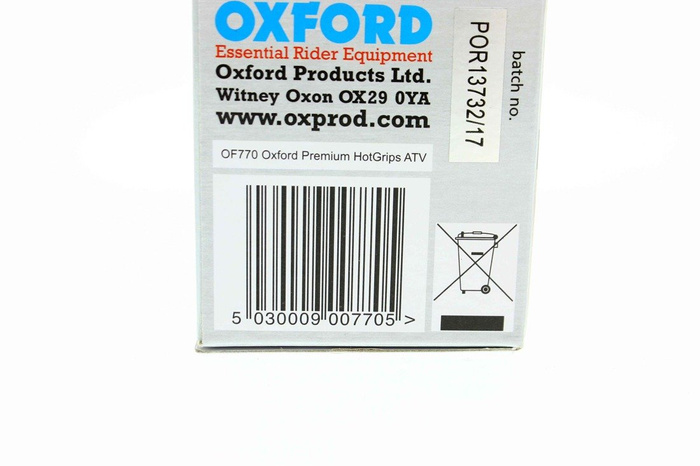 OXFORD
Essential Rider Equipment
Oxford Products Ltd.
Witney Oxon OX29 0YA
www.oxprod.com
OF770 Oxford Premium HotGrips ATV
5 030009 007705 >
batch no.
POR13732/17